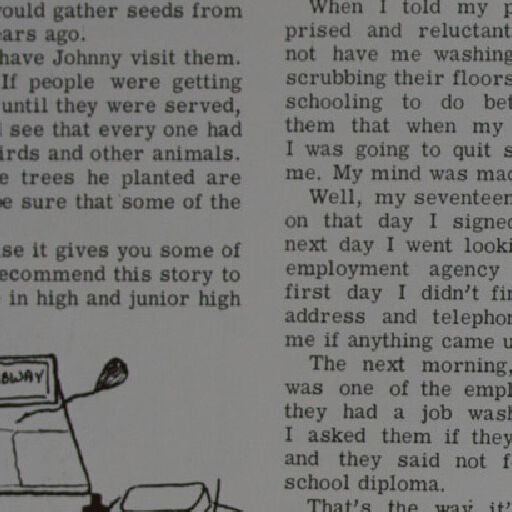 would gather seeds from
ears ago.
have Johnny visit them.
If people were getting
until they were served,
see that every one had
birds and other animals.
e trees he planted are
be sure that some of the
se it gives you some of
recommend this story to
in high and junior high
BWAY
When I told my p
prised and reluctant
not have me washing
scrubbing their floors
schooling to do bet
them that when my
I was going to quit s
me. My mind was mad
Well, my seventeen
on that day I signed
next day I went looki
employment agency
first day I didn't fin
address and telephon
me if anything came u
The next morning,
was one of the empl
they had a job wash
I asked them if they
and they said not f
school diploma.
That's the way it's